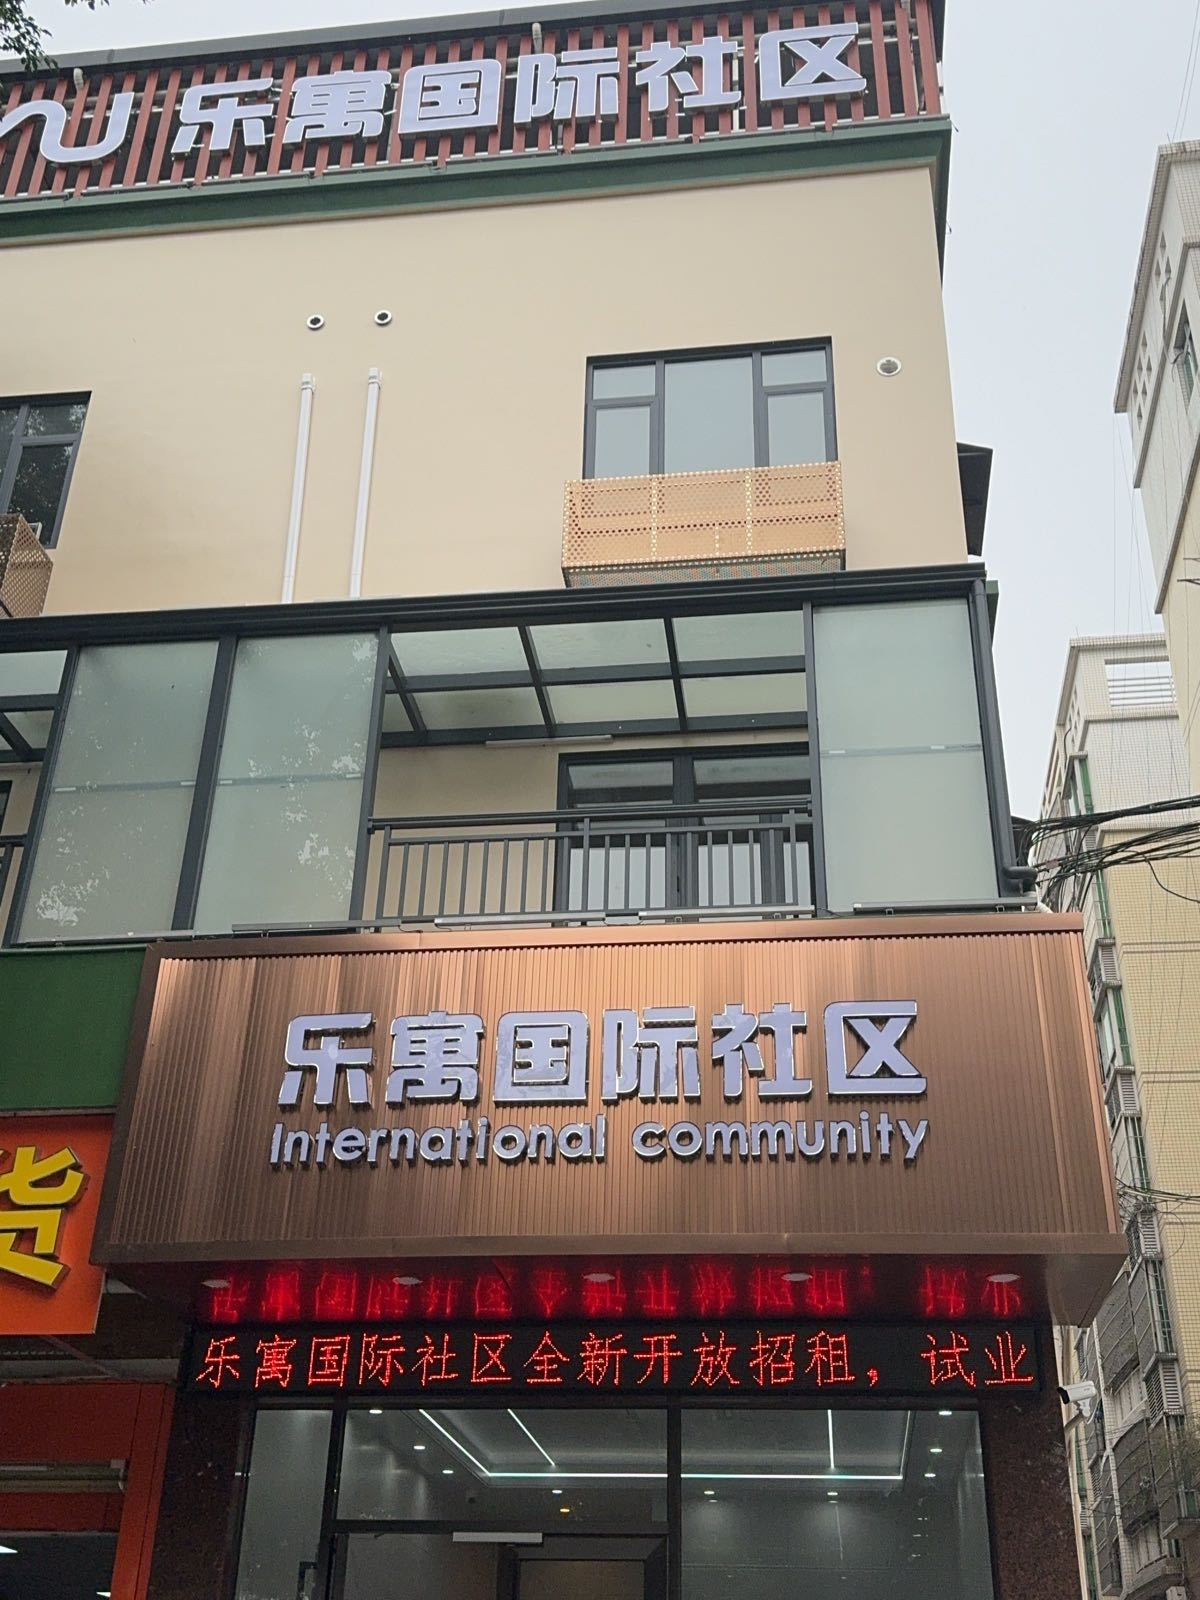 乐寓国际社区
乐寓国际社区
International community
货
乐寓国际社区全新开放招租，试业